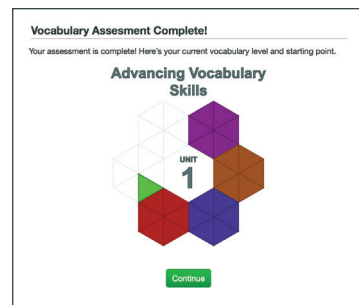 Vocabulary Assesment Complete!
Your assessment is complete! Here's your current vocabulary level and starting point.
Advancing Vocabulary
Skills
UNIT
1
Continue